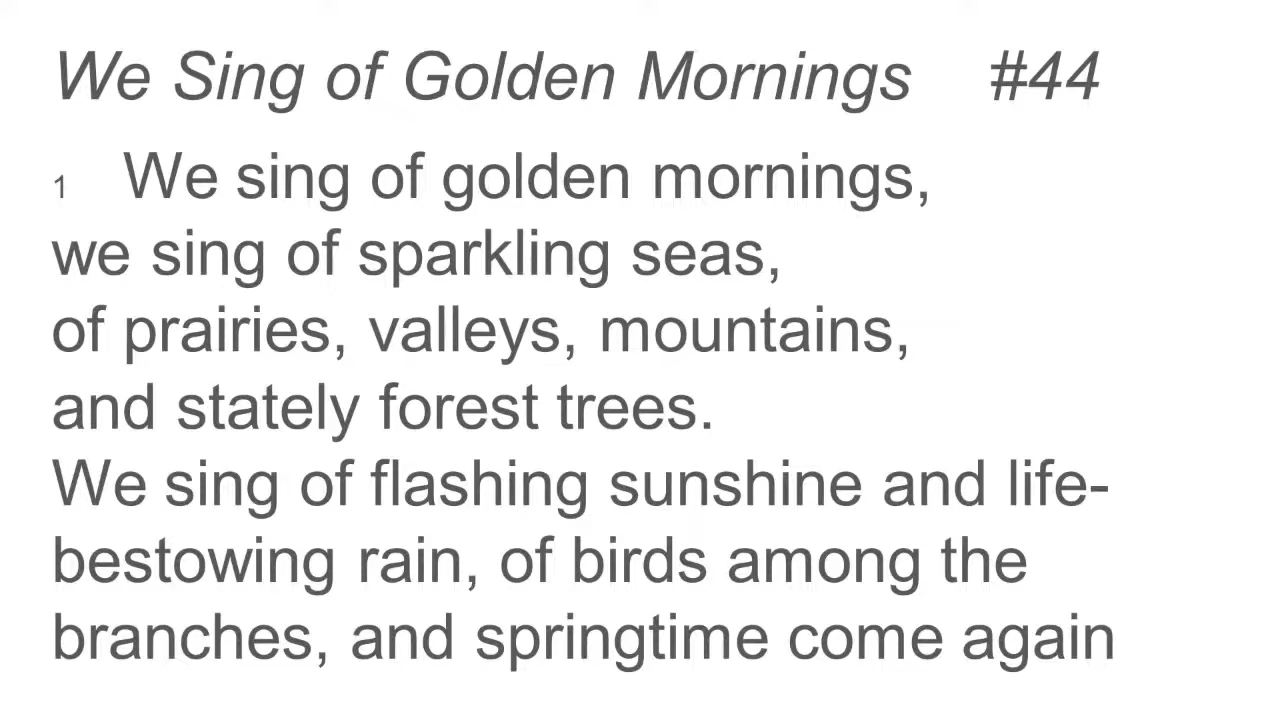 We Sing of Golden Mornings #44
1 We sing of golden mornings,
we sing of sparkling seas,
of prairies, valleys, mountains,
and stately forest trees.
We sing of flashing sunshine and life-
bestowing rain, of birds among the
branches, and springtime come again